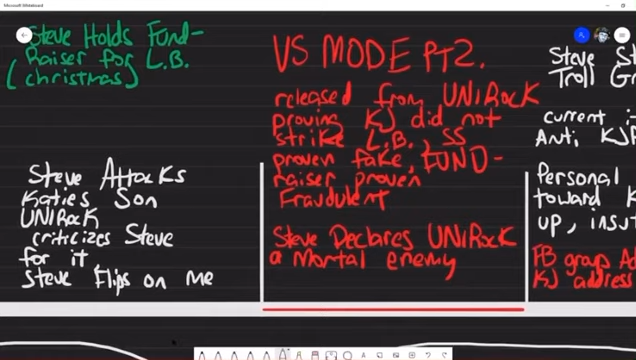 Microsoft Whiteboard
Steve Holds Fund-
Raiser for L.B.
(christmas)
Steve Attacks
Katies Son
UNIRock
criticizes Steve
for it
Steve Flips on Me
VS MODE PT2.
released from UNIRock
proving KJ did not
strike L.B., SS
proven fake, FUND-
raiser proven
Fraudulent
Steve Declares UNIRock
a Mortal enemy
Steve
Troll
current
Anti
Personal
toward
up,
FB group
KJ address